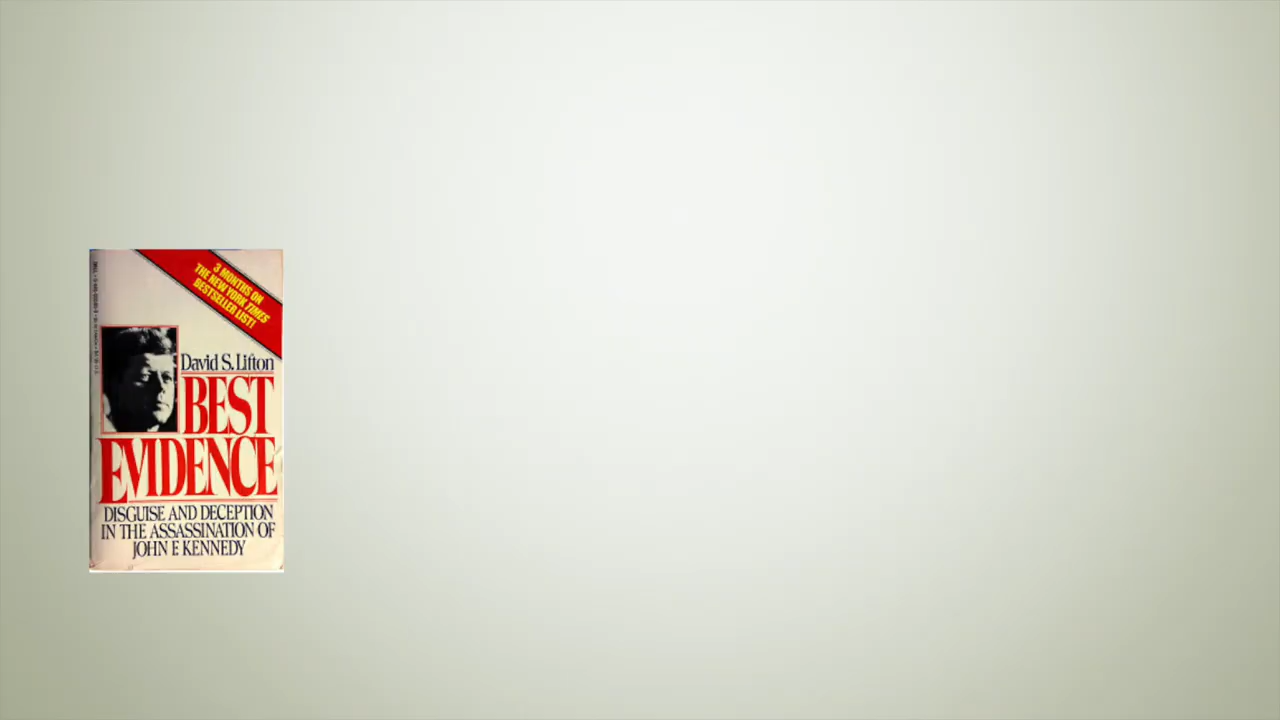 3 MONTHS ON
THE NEW YORK TIMES
BESTSELLER LIST!
David S. Lifton
BEST
EVIDENCE
DISGUISE AND DECEPTION
IN THE ASSASSINATION OF
JOHN F. KENNEDY